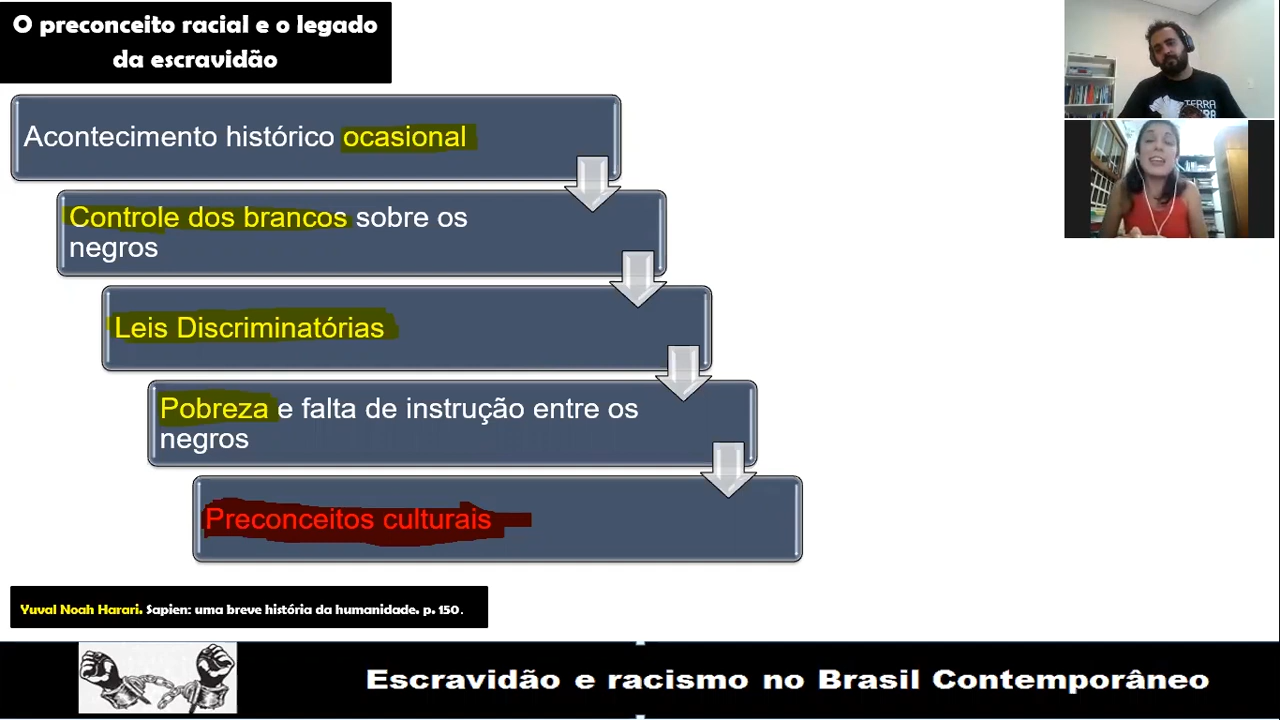 O preconceito racial e o legado
da escravidão
Acontecimento histórico ocasional
Controle dos brancos sobre os
negros
Leis Discriminatórias
Pobreza e falta de instrução entre os
negros
Preconceitos culturais
Yuval Noah Harari. Sapien: uma breve história da humanidade. p. 150.
Escravidão e racismo no Brasil Contemporâneo
TERRA